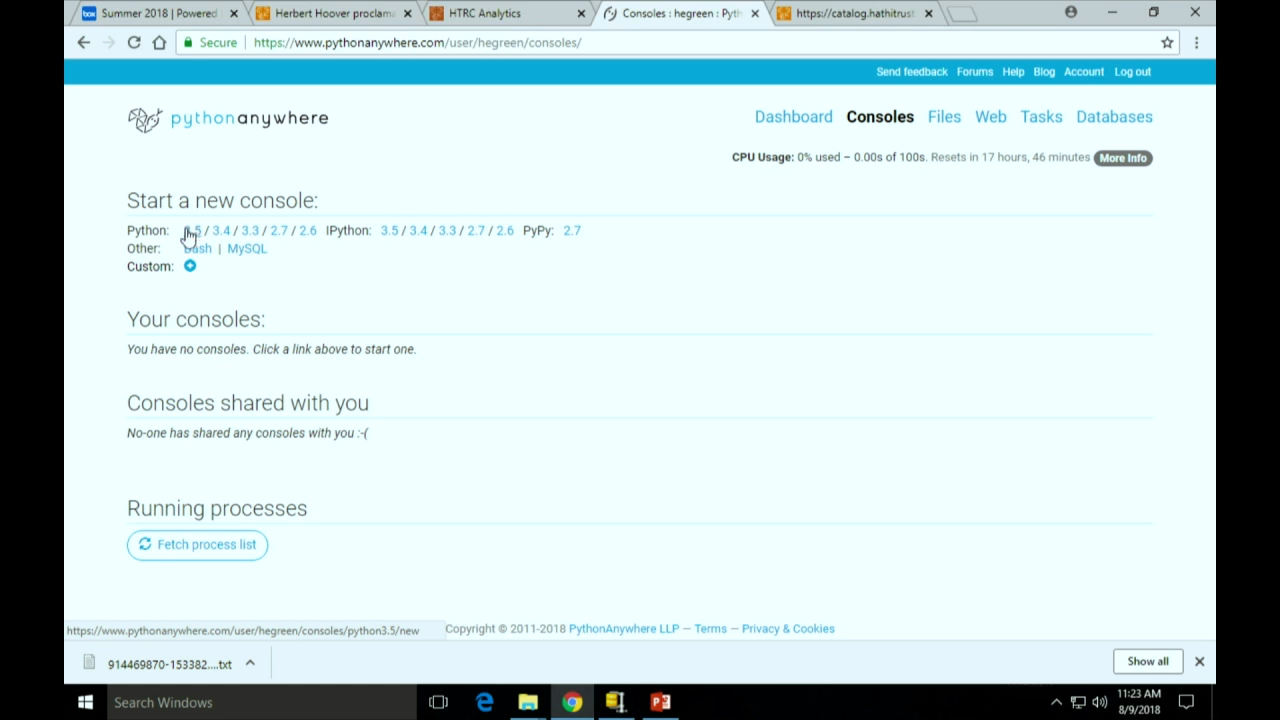 Summer 2018 | Powered
Herbert Hoover proclama
HTRC Analytics
Consoles : hegreen : Pyth
https://catalog.hathitrust
Secure
https://www.pythonanywhere.com/user/hegreen/consoles/
Send feedback Forums Help Blog Account Log out
pythonanywhere
Dashboard Consoles Files Web Tasks Databases
CPU Usage: 0% used – 0.00s of 100s. Resets in 17 hours, 46 minutes More Info
Start a new console:
Python: 3.5 / 3.4 / 3.3 / 2.7 / 2.6 IPython: 3.5 / 3.4 / 3.3 / 2.7 / 2.6 PyPy: 2.7
Other: Bash | MySQL
Custom:
Your consoles:
You have no consoles. Click a link above to start one.
Consoles shared with you
No-one has shared any consoles with you :-(
Running processes
Fetch process list
https://www.pythonanywhere.com/user/hegreen/consoles/python3.5/new
Copyright © 2011-2018 PythonAnywhere LLP — Terms — Privacy & Cookies
914469870-153382....txt
Show all
Search Windows
11:23 AM
8/9/2018